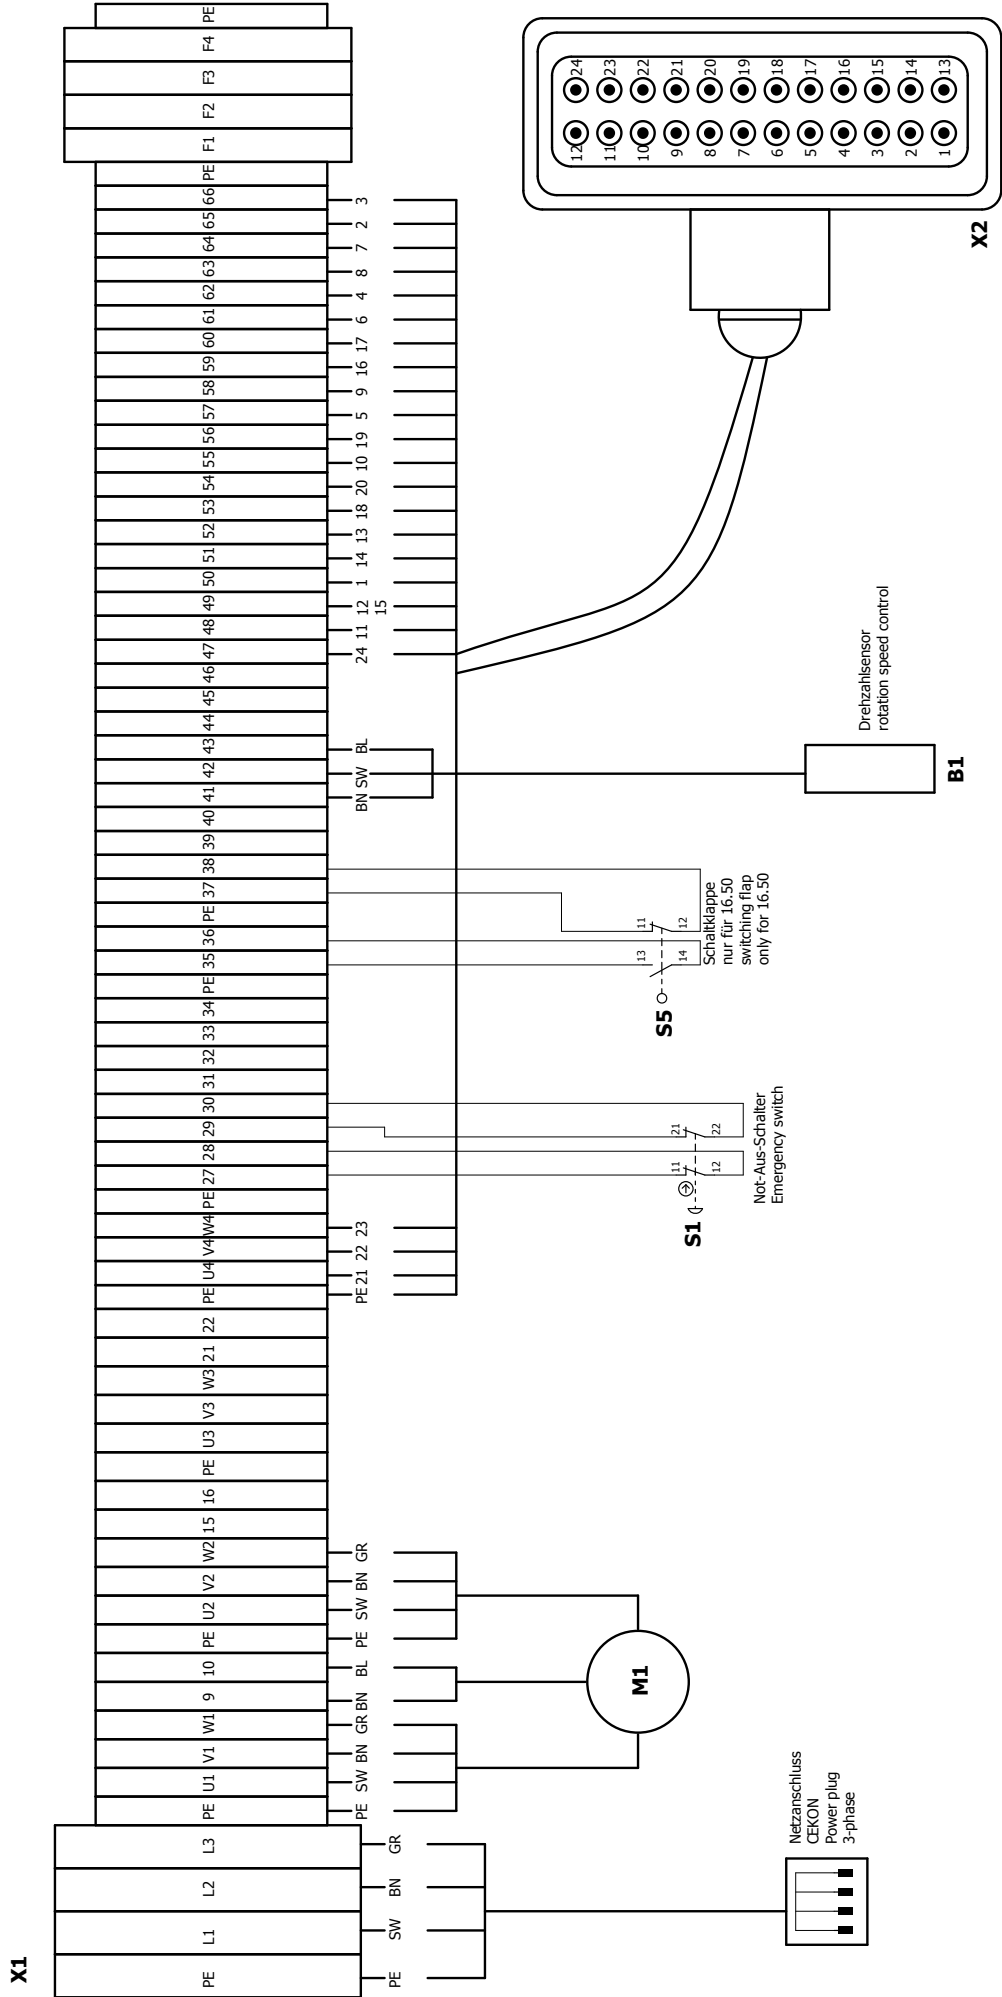 X1
PE
L1
L2
L3
PE
U1
V1
W1
9
10
PE
U2
V2
W2
15
16
PE
U3
V3
W3
21
22
PE
U4
V4
W4
PE
27
28
29
30
31
32
33
34
PE
35
36
PE
37
38
39
40
41
42
43
44
45
46
47
48
49
50
51
52
53
54
55
56
57
58
59
60
61
62
63
64
65
66
PE
F1
F2
F3
F4
PE
PE
SW
BN
GR
PE
SW
BN
GR
BN
BL
PE
SW
BN
GR
PE
21
22
23
BN
SW
BL
24
11
12
15
1
14
13
18
20
10
19
5
9
16
17
6
4
8
7
2
3
Netzanschluss
CEKON
Power plug
3-phase
M1
S1
11
12
21
22
Not-Aus-Schalter
Emergency switch
S5
13
14
11
12
Schaltklappe
nur für 16.50
switching flap
only for 16.50
Drehzahlsensor
rotation speed control
B1
X2
12
11
10
9
8
7
6
5
4
3
2
1
24
23
22
21
20
19
18
17
16
15
14
13